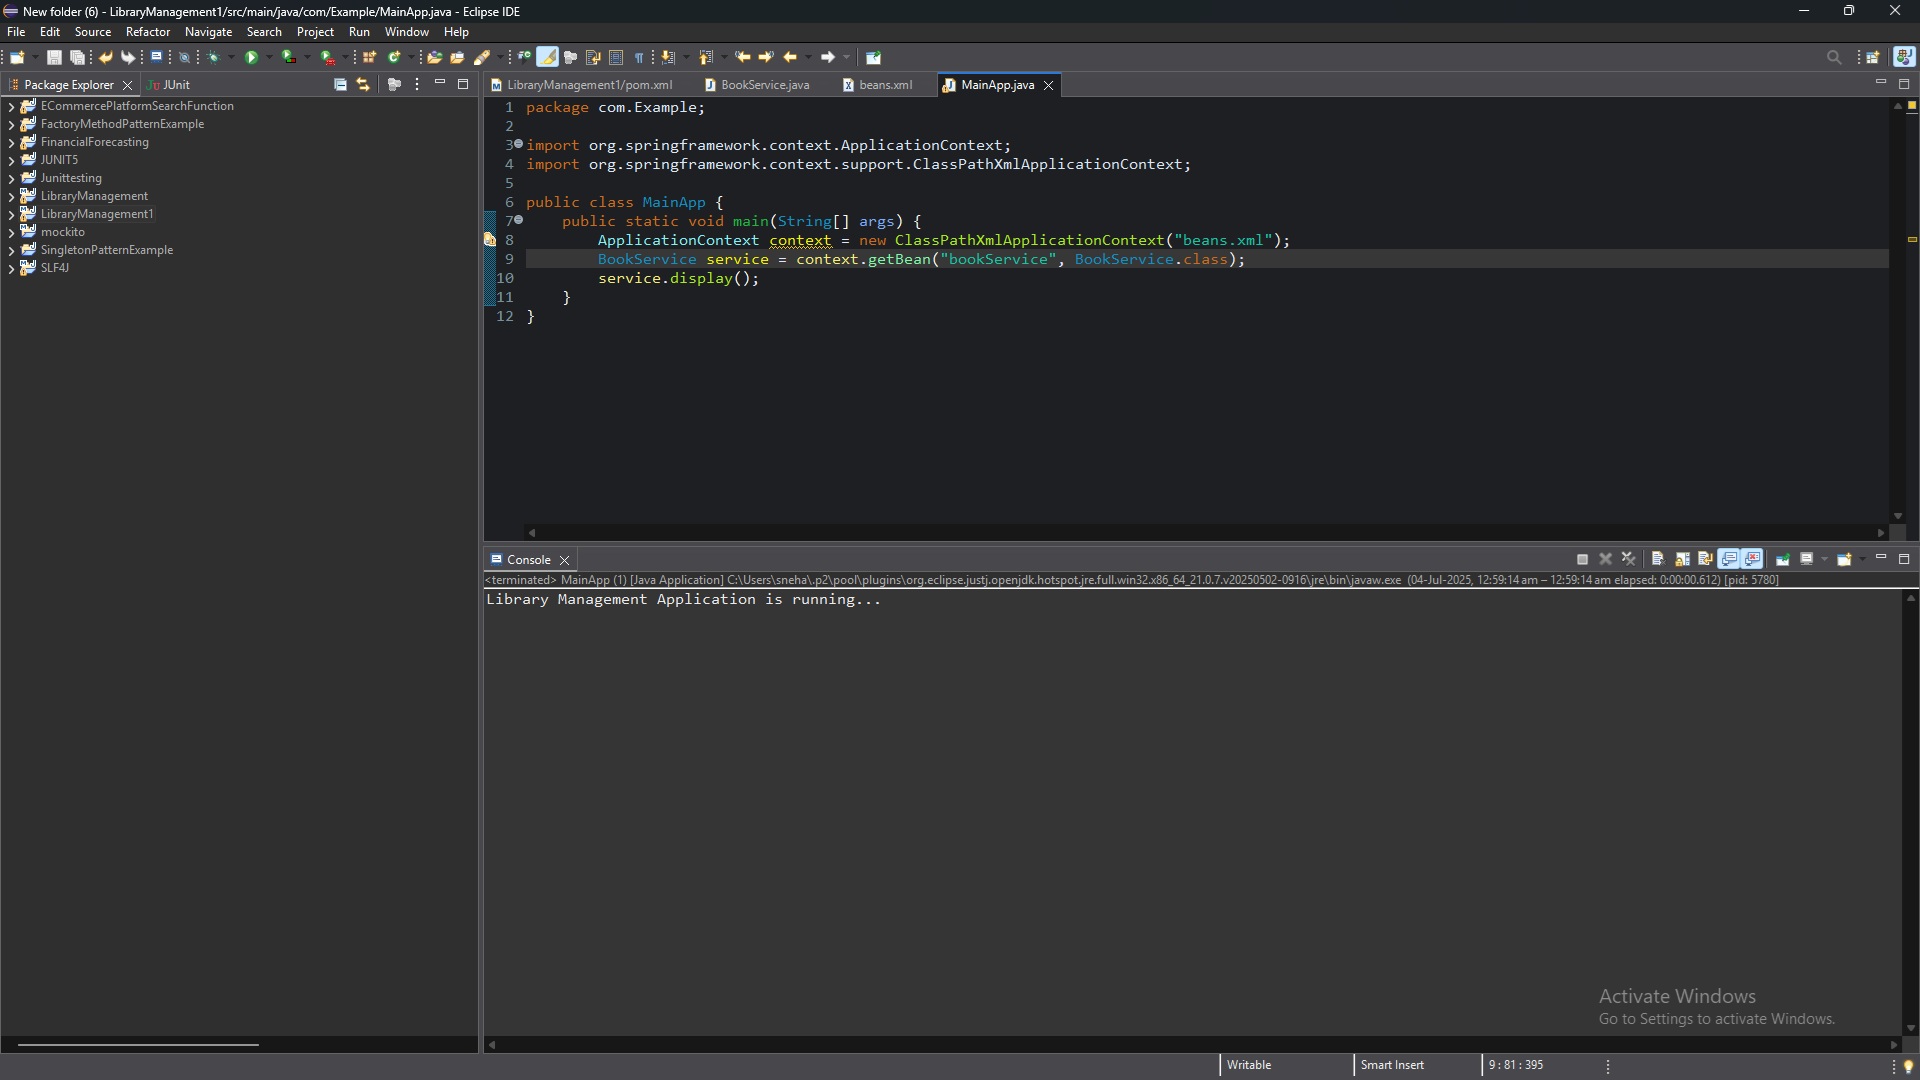 New folder (6) - LibraryManagement1/src/main/java/com/Example/MainApp.java - Eclipse IDE
File Edit Source Refactor Navigate Search Project Run Window Help
Package Explorer
JUnit
ECommercePlatformSearchFunction
FactoryMethodPatternExample
FinancialForecasting
JUNIT5
Junittesting
LibraryManagement
LibraryManagement1
mockito
SingletonPatternExample
SLF4J
LibraryManagement1/pom.xml
BookService.java
beans.xml
MainApp.java
1 package com.Example;
2
3 import org.springframework.context.ApplicationContext;
4 import org.springframework.context.support.ClassPathXmlApplicationContext;
5
6 public class MainApp {
7 public static void main(String[] args) {
8 ApplicationContext context = new ClassPathXmlApplicationContext("beans.xml");
9 BookService service = context.getBean("bookService", BookService.class);
10 service.display();
11 }
12 }
Console
<terminated> MainApp (1) [Java Application] C:\Users\sneha\.p2\pool\plugins\org.eclipse.justj.openjdk.hotspot.jre.full.win32.x86_64_21.0.7.v20250502-0916\jre\bin\javaw.exe (04-Jul-2025, 12:59:14 am – 12:59:14 am elapsed: 0:00:00.612) [pid: 5780]
Library Management Application is running...
Activate Windows
Go to Settings to activate Windows.
Writable
Smart Insert
9 : 81 : 395